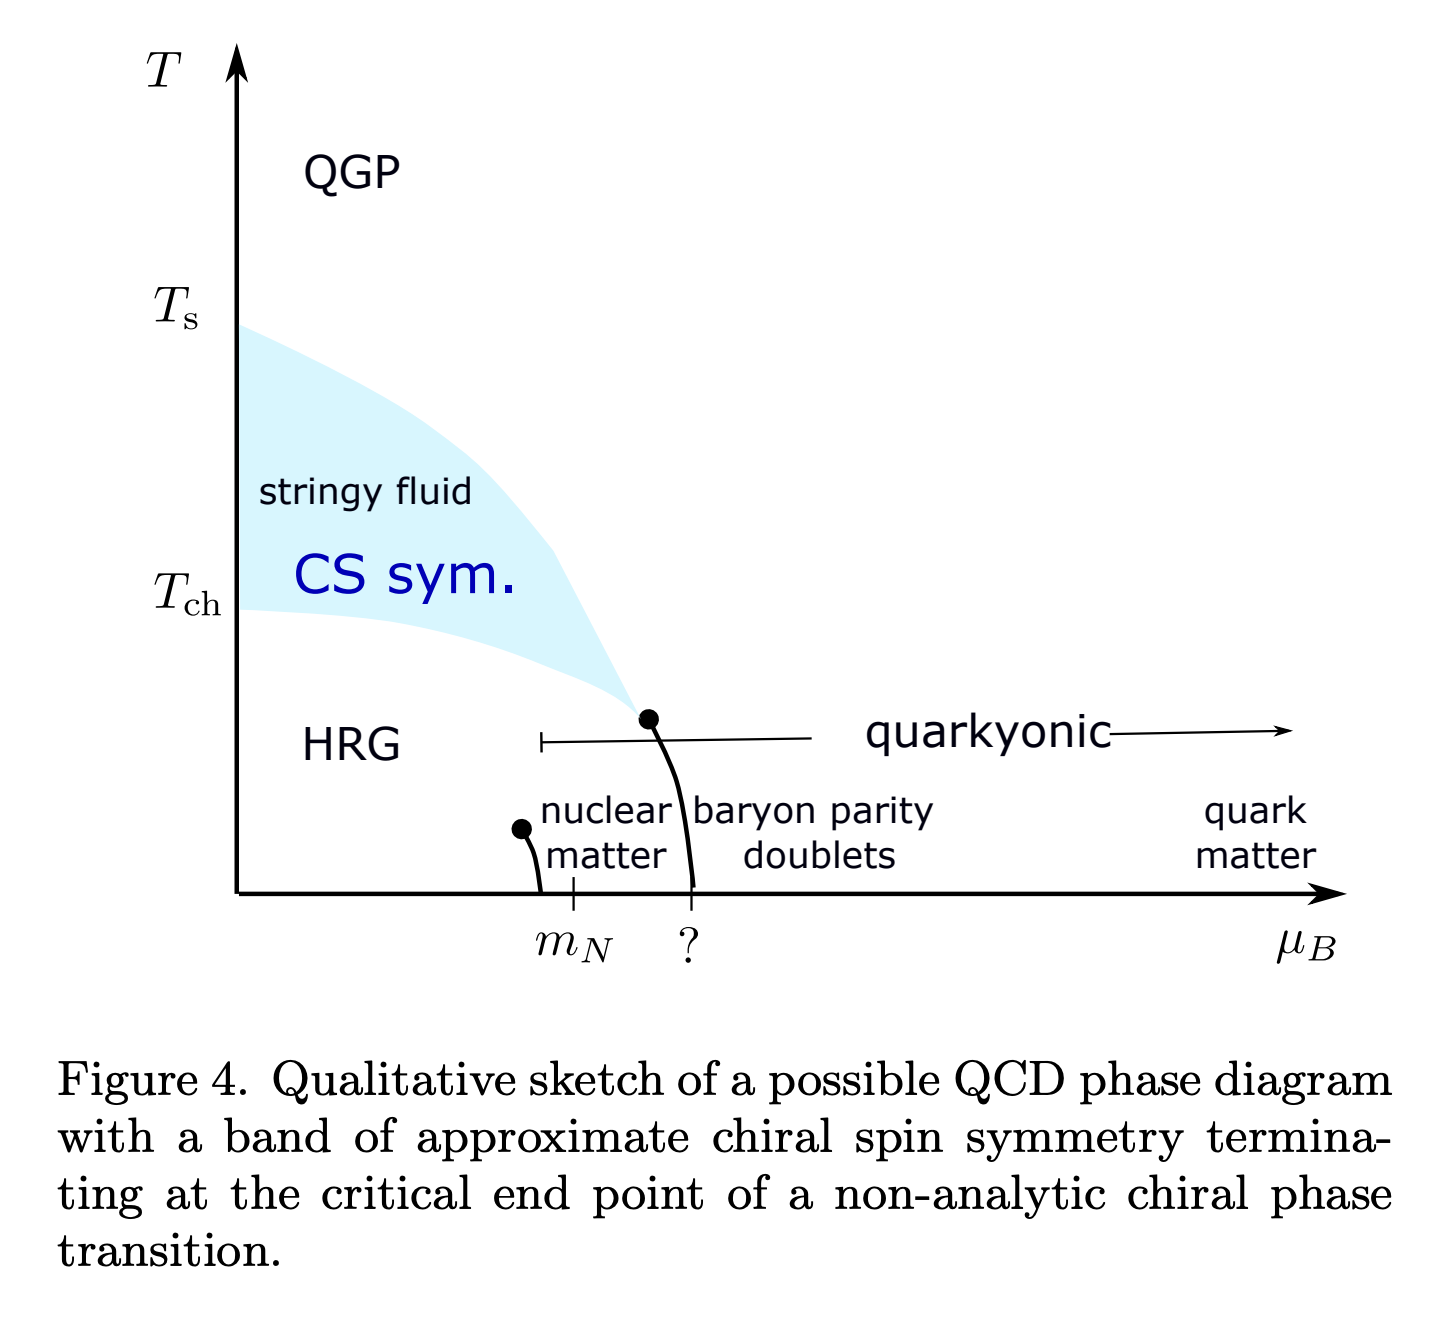 T
QGP
T_s
stringy fluid
CS sym.
T_ch
HRG
quarkyonic
nuclear matter
baryon parity doublets
quark matter
m_N
?
μ_B
Figure 4. Qualitative sketch of a possible QCD phase diagram
with a band of approximate chiral spin symmetry termina-
ting at the critical end point of a non-analytic chiral phase
transition.